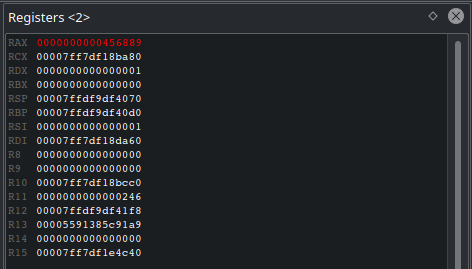 Registers <2>
RAX 0000000000456889
RCX 00007ff7df18ba80
RDX 0000000000000001
RBX 0000000000000000
RSP 00007ffdf9df4070
RBP 00007ffdf9df40d0
RSI 0000000000000001
RDI 00007ff7df18da60
R8 0000000000000000
R9 0000000000000000
R10 00007ff7df18bcc0
R11 0000000000000246
R12 00007ffdf9df41f8
R13 00005591385c91a9
R14 0000000000000000
R15 00007ff7df1e4c40